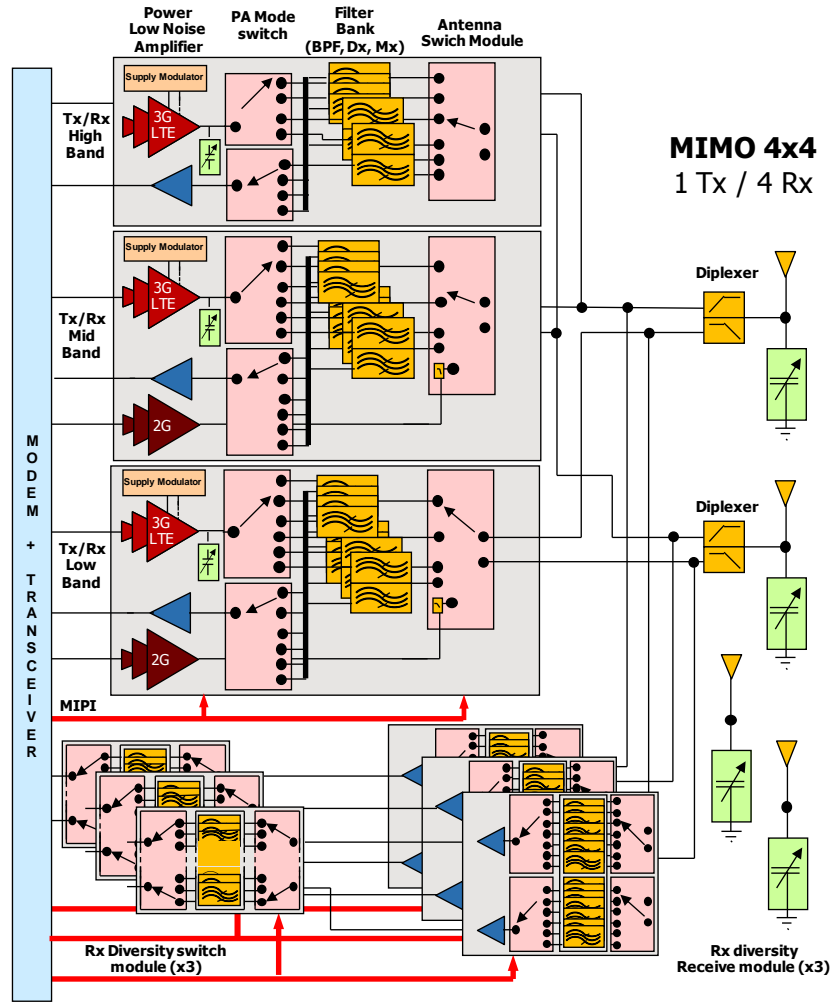 Power
Low Noise
Amplifier
PA Mode
switch
Filter
Bank
(BPF, Dx, Mx)
Antenna
Swich Module
Supply Modulator
3G
LTE
Tx/Rx
High
Band
MIMO 4x4
1 Tx / 4 Rx
Supply Modulator
3G
LTE
Tx/Rx
Mid
Band
2G
Diplexer
Supply Modulator
3G
LTE
Tx/Rx
Low
Band
2G
Diplexer
MODEM + TRANSCEIVER
MIPI
Rx Diversity switch
module (x3)
Rx diversity
Receive module (x3)